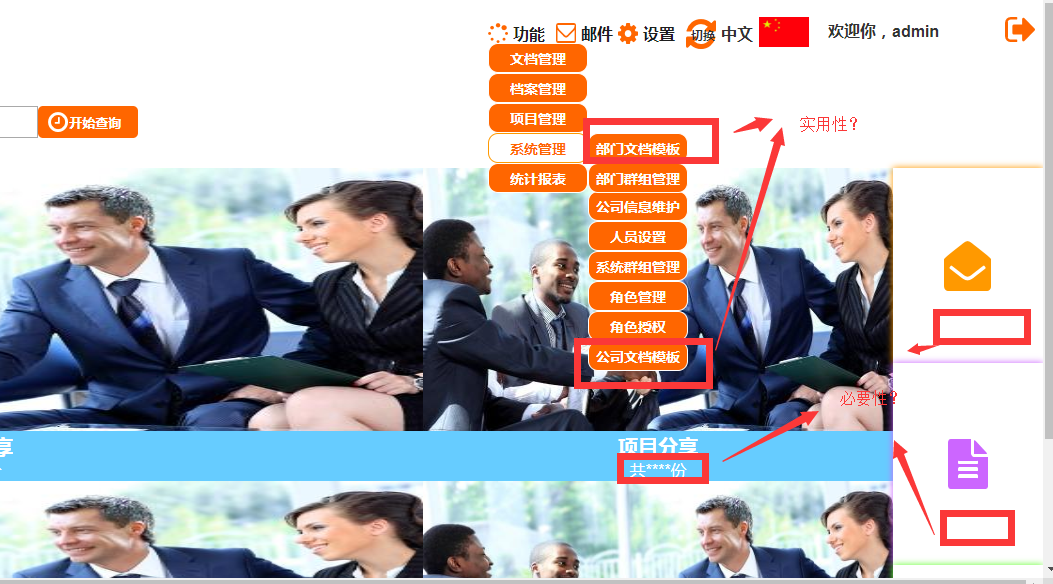 功能 邮件 设置 切换 中文 欢迎你，admin
文档管理
档案管理
项目管理
系统管理
统计报表
开始查询
部门文档模板
部门群组管理
公司信息维护
人员设置
系统群组管理
角色管理
角色授权
公司文档模板
实用性？
必要性？
享
项目分享
共****份